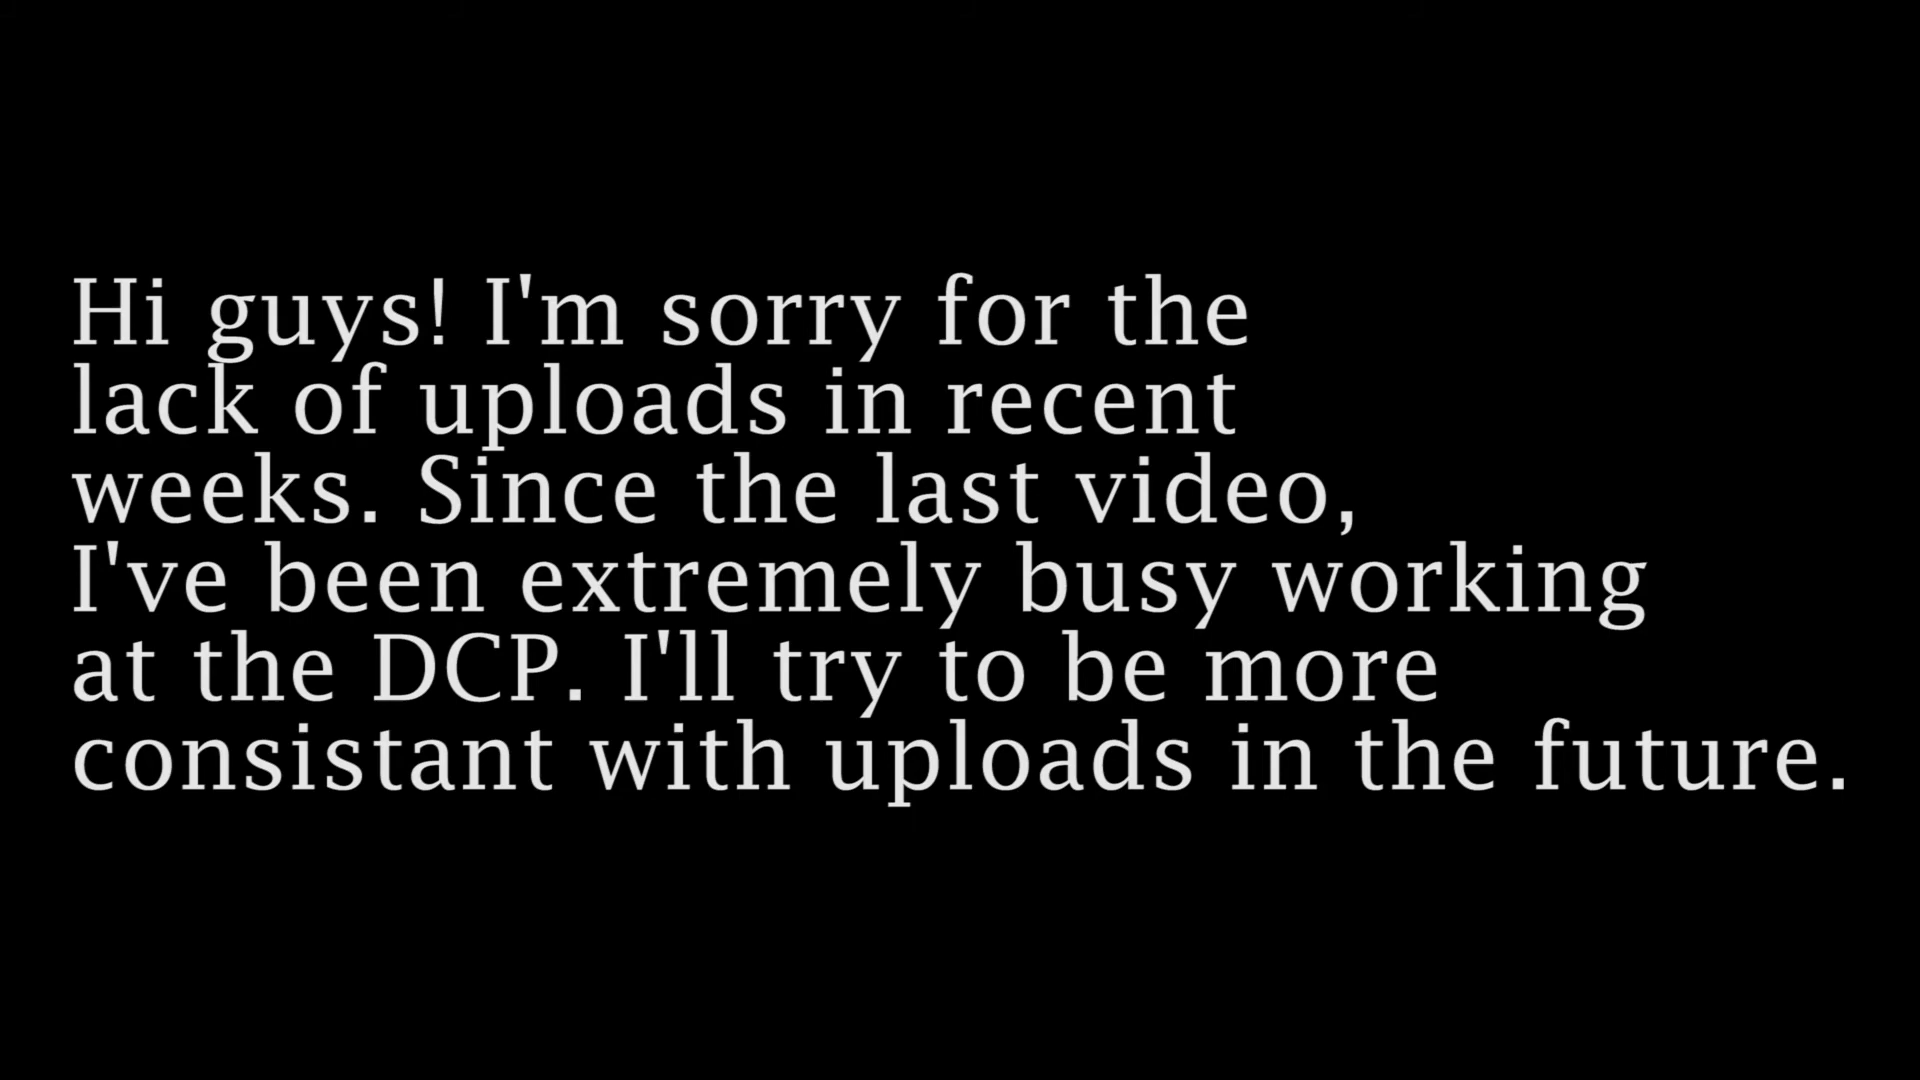 Hi guys! I'm sorry for the
lack of uploads in recent
weeks. Since the last video,
I've been extremely busy working
at the DCP. I'll try to be more
consistant with uploads in the future.